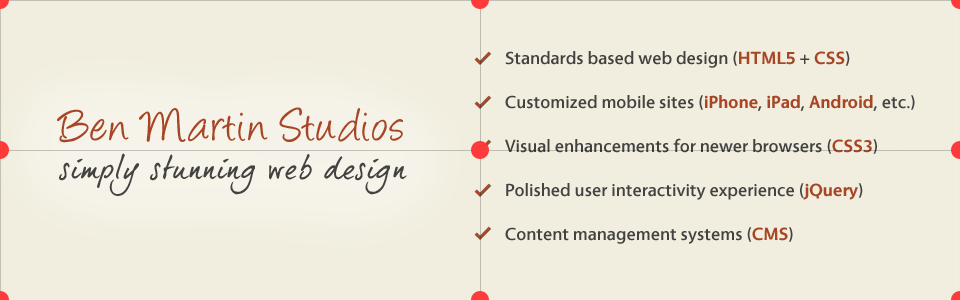 Ben Martin Studios
simply stunning web design
Standards based web design (HTML5 + CSS)
Customized mobile sites (iPhone, iPad, Android, etc.)
Visual enhancements for newer browsers (CSS3)
Polished user interactivity experience (jQuery)
Content management systems (CMS)